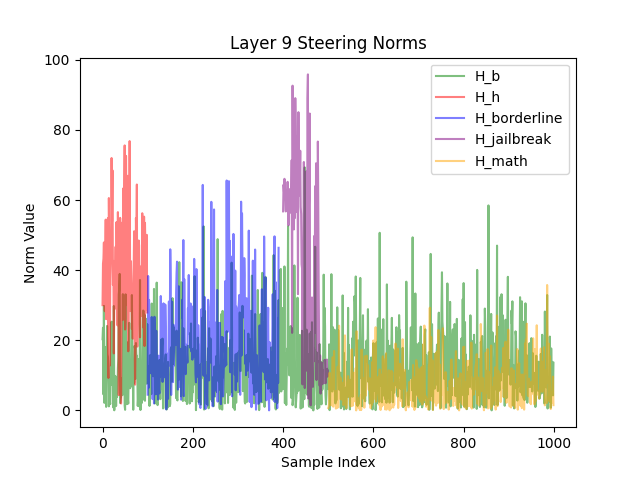 Layer 9 Steering Norms
Norm Value
100
80
60
40
20
0
H_b
H_h
H_borderline
H_jailbreak
H_math
0
200
400
600
800
1000
Sample Index